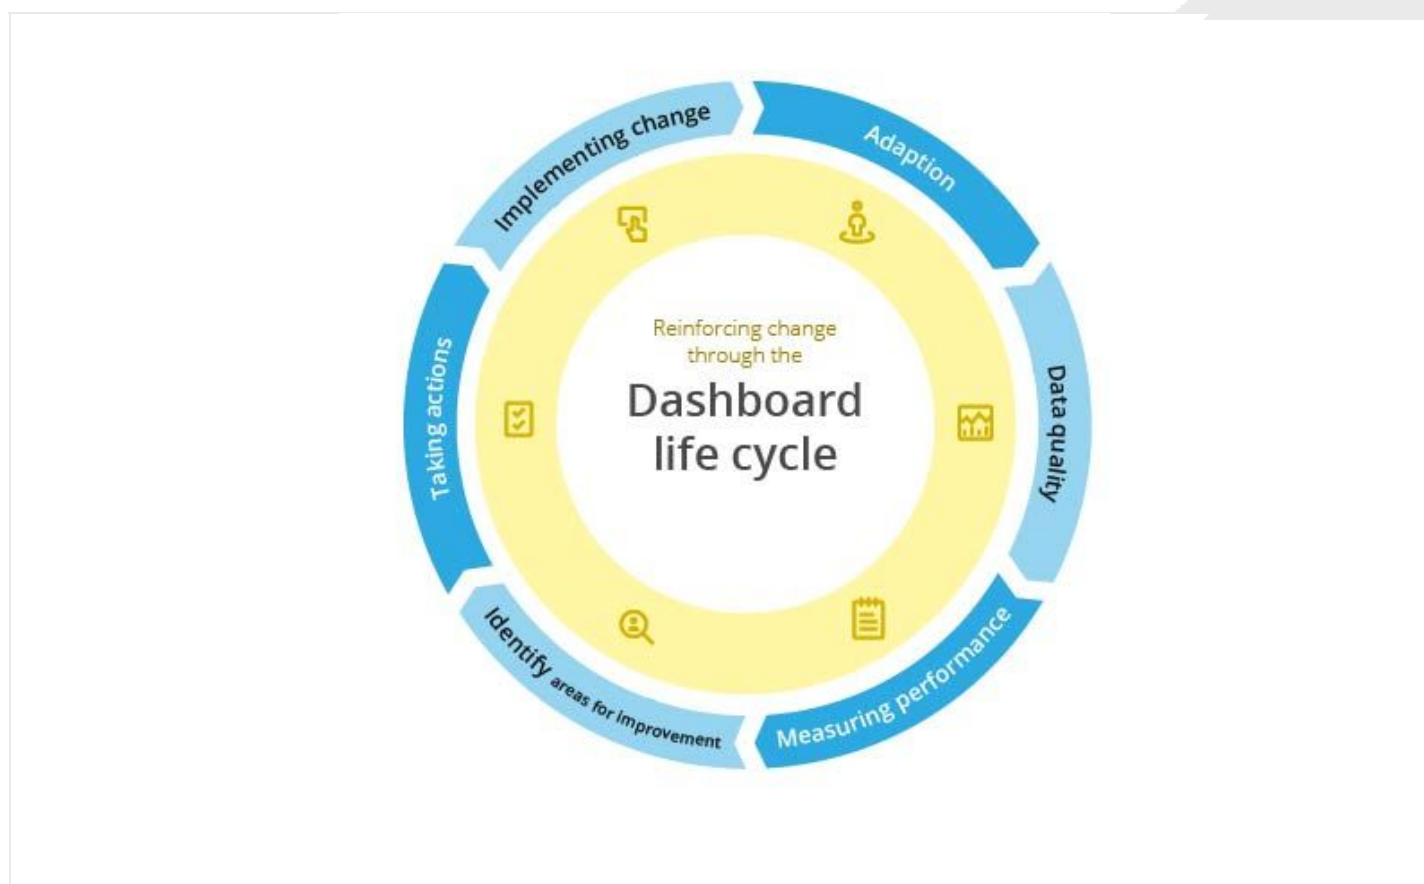 Reinforcing change
through the
Dashboard
life cycle
Adaption
Data quality
Measuring performance
Identify areas for improvement
Taking actions
Implementing change